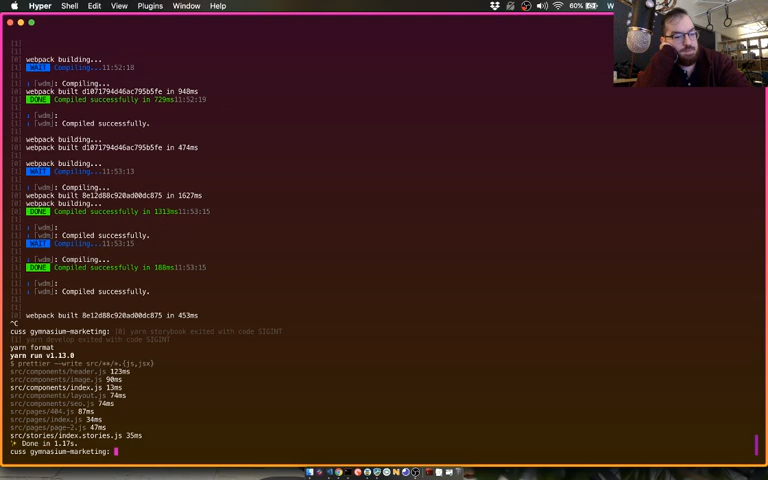 Hyper Shell Edit View Plugins Window Help 60%
[1]
[1]
[0] webpack building...
[1] WAIT Compiling...11:52:18
[1]
[1] ℹ ｢wdm｣: Compiling...
[0] webpack built d1071794d46ac795b5fe in 948ms
[1] DONE Compiled successfully in 729ms11:52:19
[1]
[1] ℹ ｢wdm｣:
[1] ℹ ｢wdm｣: Compiled successfully.
[1]
[0] webpack building...
[0] webpack built d1071794d46ac795b5fe in 474ms
[0] webpack building...
[1] WAIT Compiling...11:53:13
[1]
[1] ℹ ｢wdm｣: Compiling...
[0] webpack built 8e12d88c920ad00dc875 in 1627ms
[0] webpack building...
[1] DONE Compiled successfully in 1313ms11:53:15
[1]
[1] ℹ ｢wdm｣:
[1] ℹ ｢wdm｣: Compiled successfully.
[1] WAIT Compiling...11:53:15
[1]
[1] ℹ ｢wdm｣: Compiling...
[1] DONE Compiled successfully in 188ms11:53:15
[1]
[1] ℹ ｢wdm｣:
[1] ℹ ｢wdm｣: Compiled successfully.
[1]
[1]
[0] webpack built 8e12d88c920ad00dc875 in 453ms
^C
cuss gymnasium-marketing: [0] yarn storybook exited with code SIGINT
[1] yarn develop exited with code SIGINT
yarn format
yarn run v1.13.0
$ prettier --write src/**/*.{js,jsx}
src/components/header.js 123ms
src/components/image.js 90ms
src/components/index.js 13ms
src/components/layout.js 74ms
src/components/seo.js 74ms
src/pages/404.js 87ms
src/pages/index.js 34ms
src/pages/page-2.js 47ms
src/stories/index.stories.js 35ms
✨ Done in 1.17s.
cuss gymnasium-marketing: